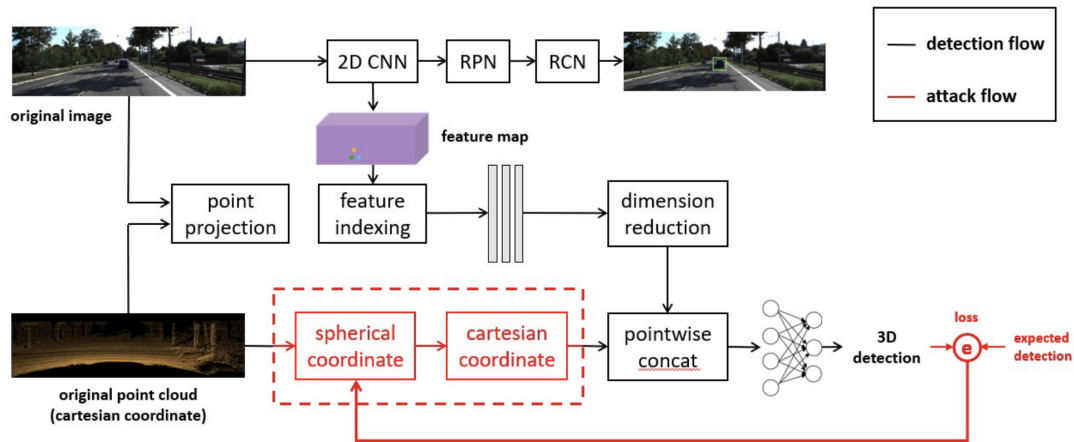 2D CNN
RPN
RCN
detection flow
attack flow
original image
feature map
point
projection
feature
indexing
dimension
reduction
spherical
coordinate
cartesian
coordinate
pointwise
concat
3D
detection
loss
e
expected
detection
original point cloud
(cartesian coordinate)